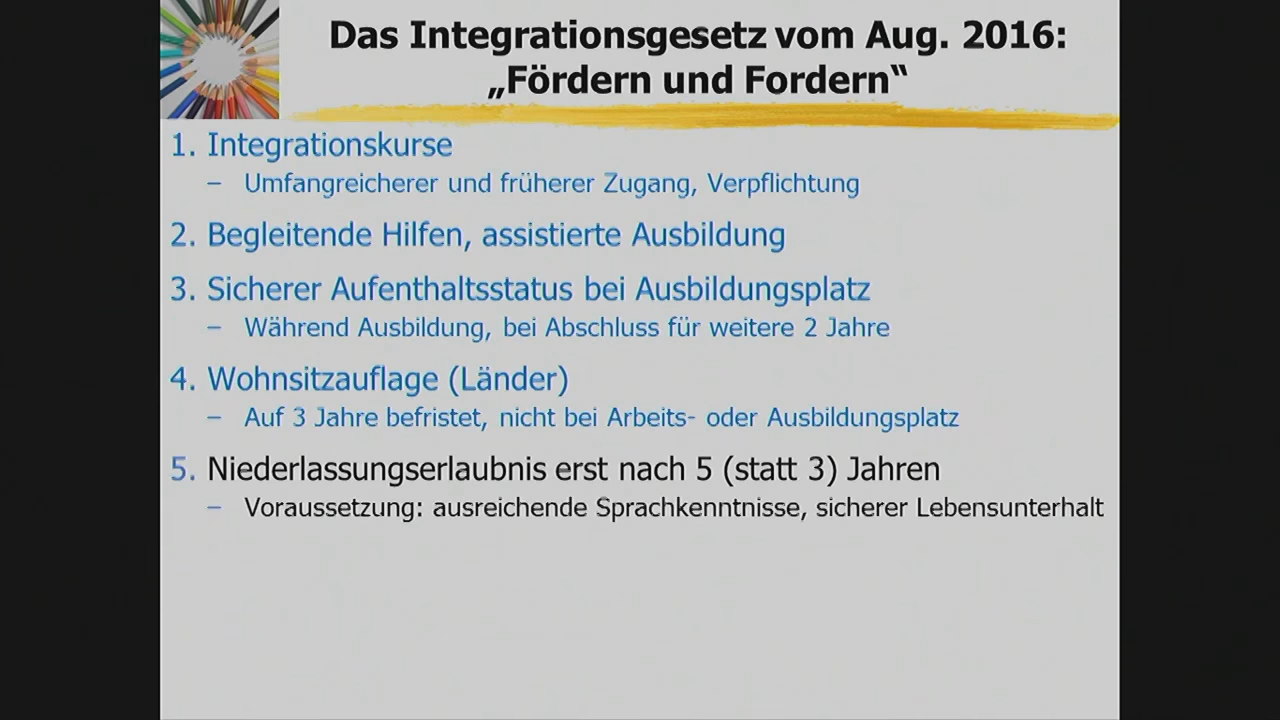 Das Integrationsgesetz vom Aug. 2016:
„Fördern und Fordern“
1. Integrationskurse
– Umfangreicherer und früherer Zugang, Verpflichtung
2. Begleitende Hilfen, assistierte Ausbildung
3. Sicherer Aufenthaltsstatus bei Ausbildungsplatz
– Während Ausbildung, bei Abschluss für weitere 2 Jahre
4. Wohnsitzauflage (Länder)
– Auf 3 Jahre befristet, nicht bei Arbeits- oder Ausbildungsplatz
5. Niederlassungserlaubnis erst nach 5 (statt 3) Jahren
– Voraussetzung: ausreichende Sprachkenntnisse, sicherer Lebensunterhalt